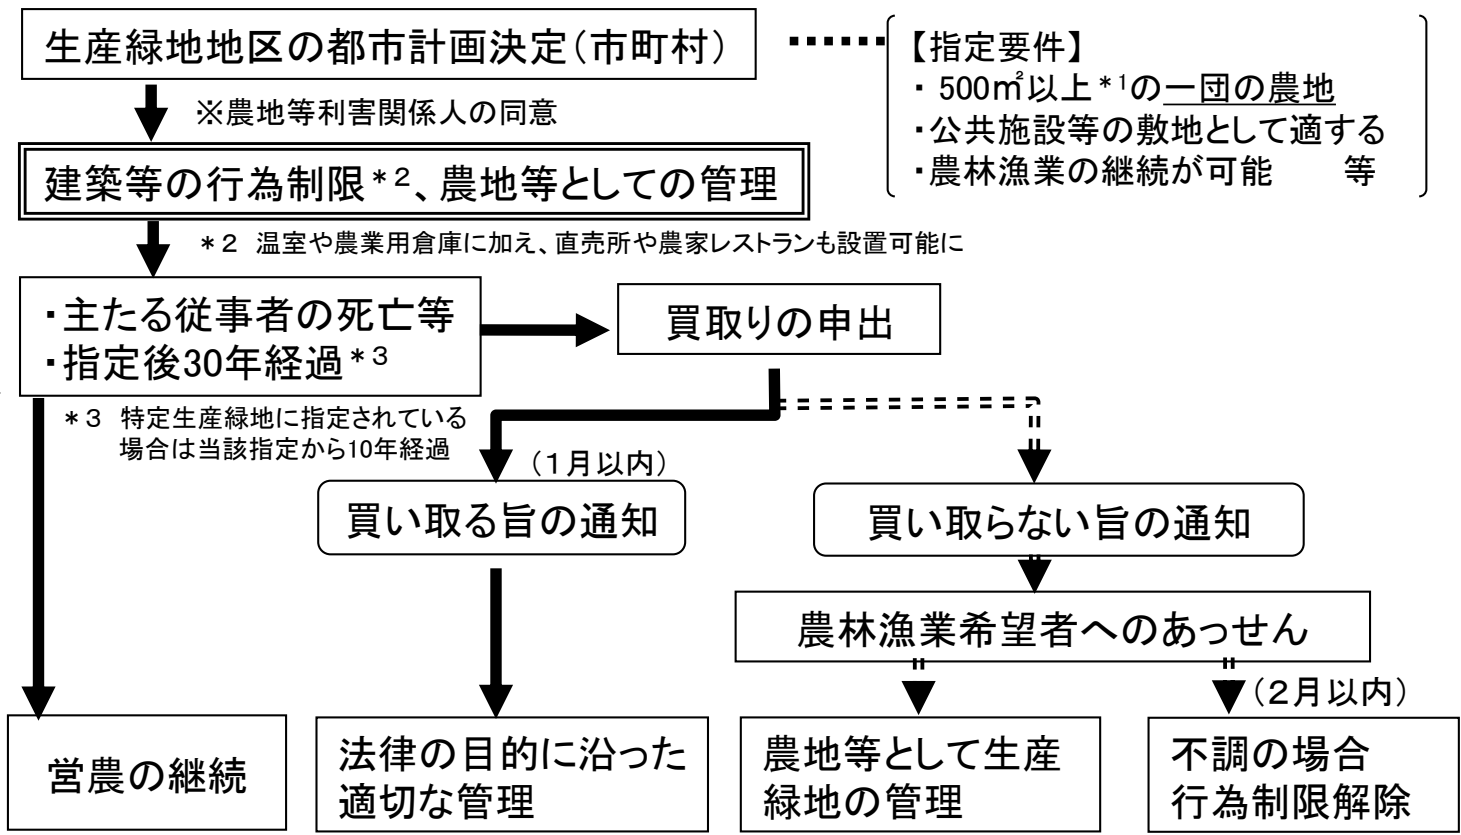 生産緑地地区の都市計画決定(市町村)
【指定要件】
・500㎡以上*1の一団の農地
・公共施設等の敷地として適する
・農林漁業の継続が可能　　等
※農地等利害関係人の同意
建築等の行為制限*2、農地等としての管理
*2　温室や農業用倉庫に加え、直売所や農家レストランも設置可能に
・主たる従事者の死亡等
・指定後30年経過*3
買取りの申出
*3　特定生産緑地に指定されている
場合は当該指定から10年経過
(1月以内)
買い取る旨の通知
買い取らない旨の通知
農林漁業希望者へのあっせん
(2月以内)
営農の継続
法律の目的に沿った
適切な管理
農地等として生産
緑地の管理
不調の場合
行為制限解除